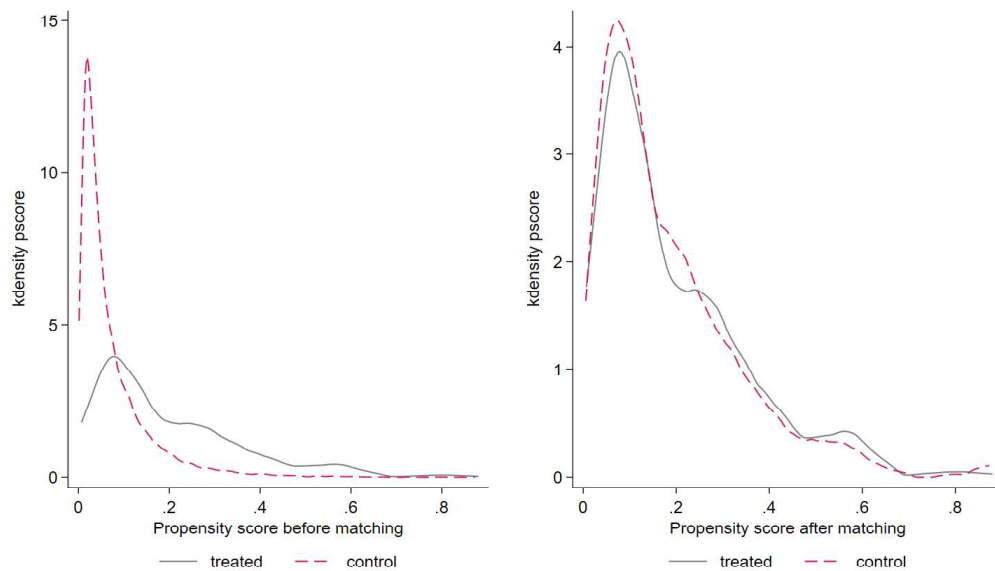 15
10
5
0
kdensity pscore
0 .2 .4 .6 .8
Propensity score before matching
treated control
4
3
2
1
0
kdensity pscore
0 .2 .4 .6 .8
Propensity score after matching
treated control